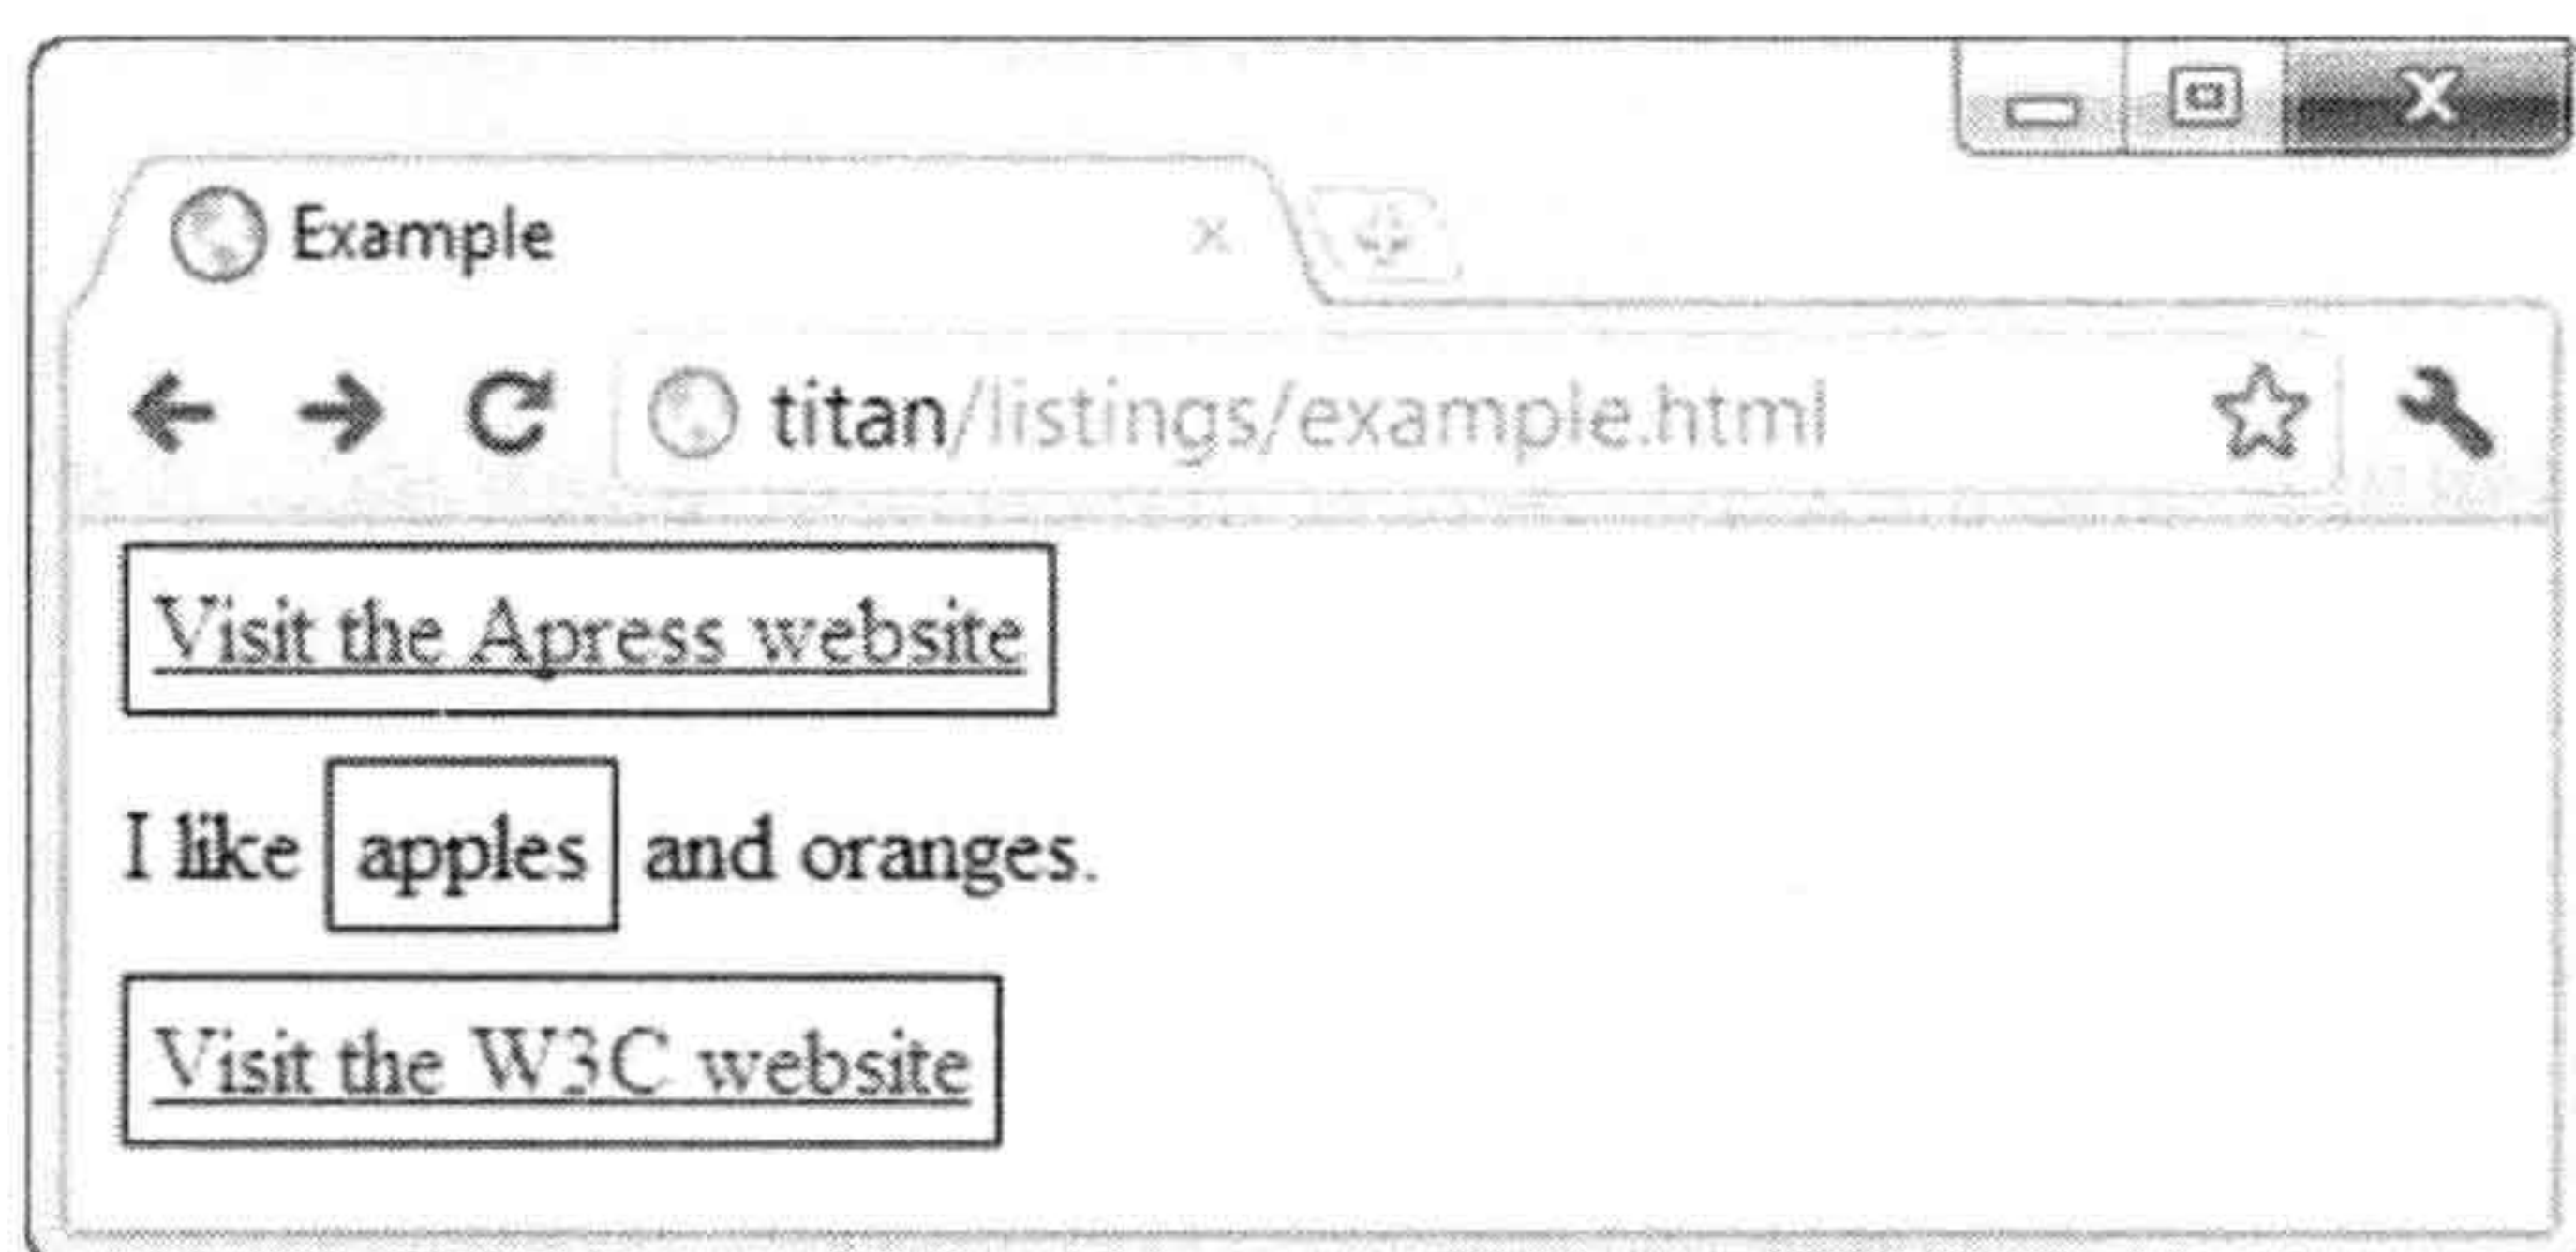 Example
titan/listings/example.html
Visit the Apress website
I like apples and oranges.
Visit the W3C website